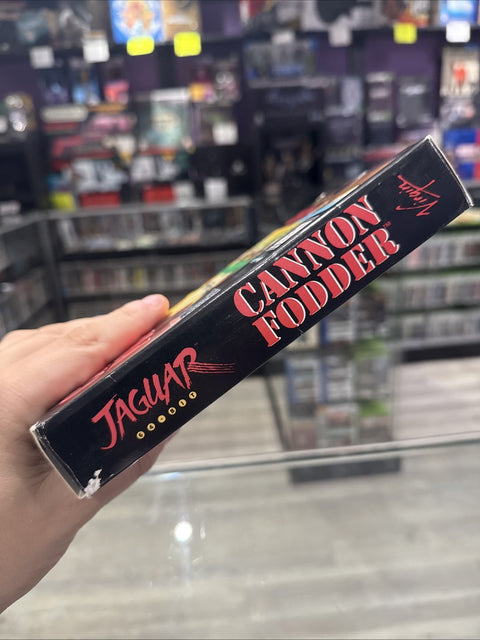 JAGUAR
64-BIT
CANNON
FODDER®
Virgin